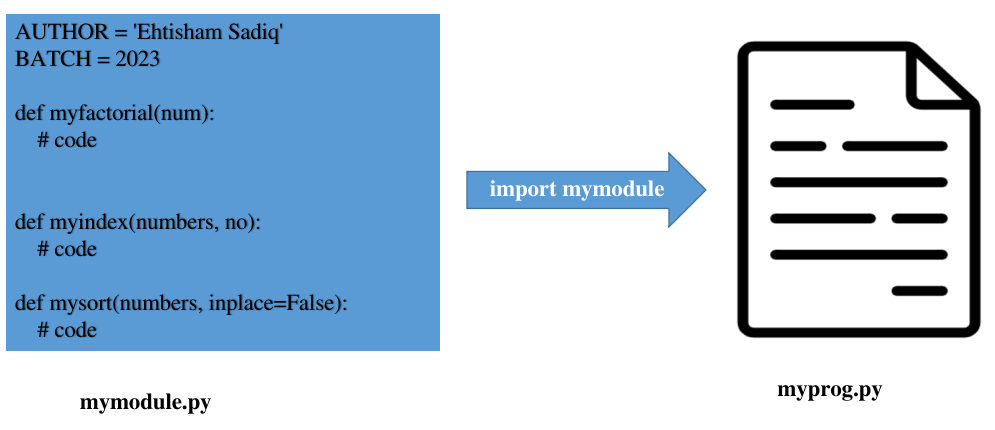 AUTHOR = 'Ehtisham Sadiq'
BATCH = 2023
def myfactorial(num):
# code
def myindex(numbers, no):
# code
def mysort(numbers, inplace=False):
# code
mymodule.py
import mymodule
myprog.py